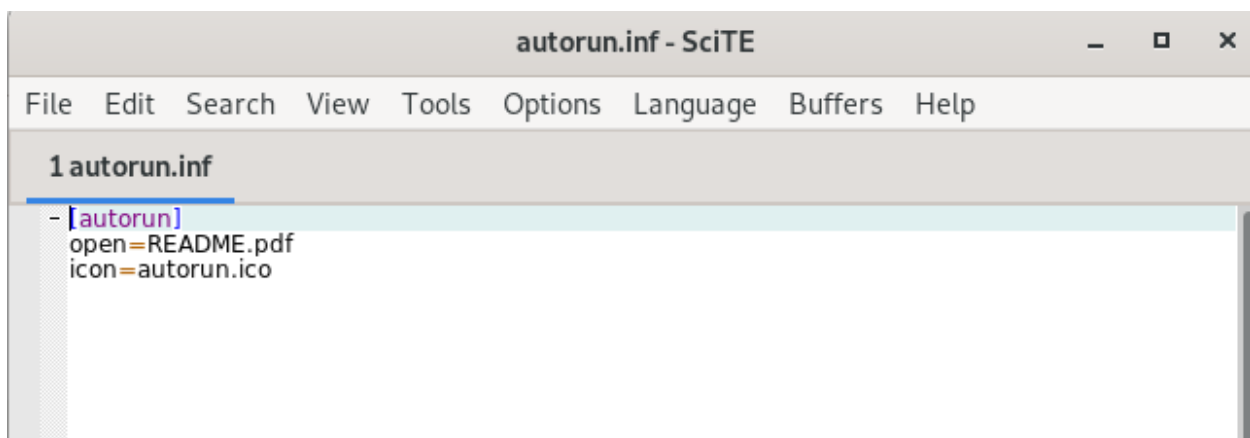 autorun.inf - SciTE
File Edit Search View Tools Options Language Buffers Help
1 autorun.inf
[autorun]
open=README.pdf
icon=autorun.ico